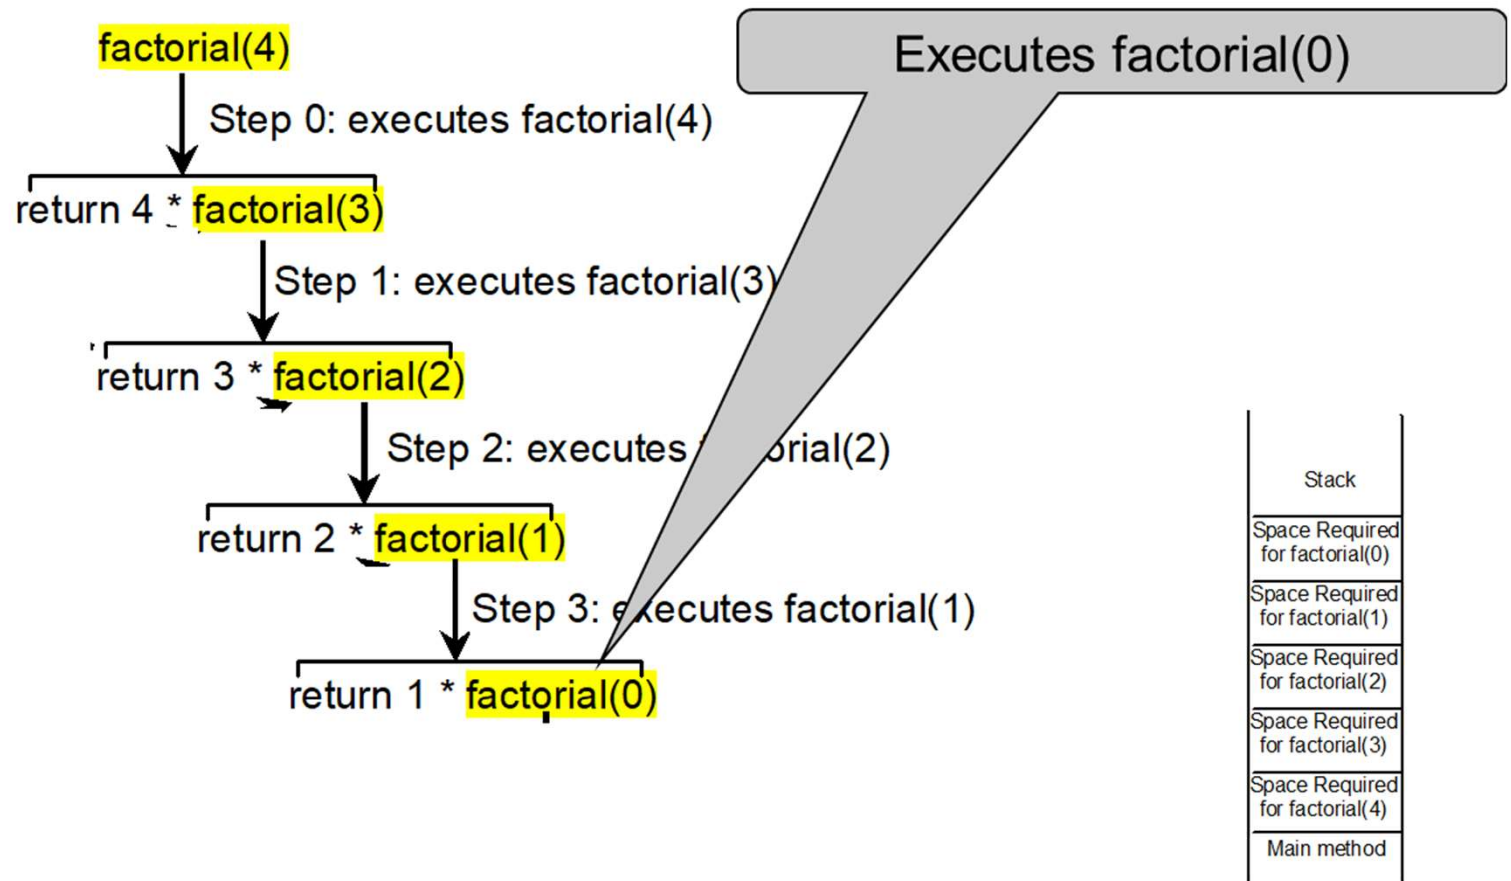 factorial(4)
Executes factorial(0)
Step 0: executes factorial(4)
return 4 * factorial(3)
Step 1: executes factorial(3)
return 3 * factorial(2)
Step 2: executes orial(2)
return 2 * factorial(1)
Step 3: executes factorial(1)
return 1 * factorial(0)
Stack
Space Required
for factorial(0)
Space Required
for factorial(1)
Space Required
for factorial(2)
Space Required
for factorial(3)
Space Required
for factorial(4)
Main method